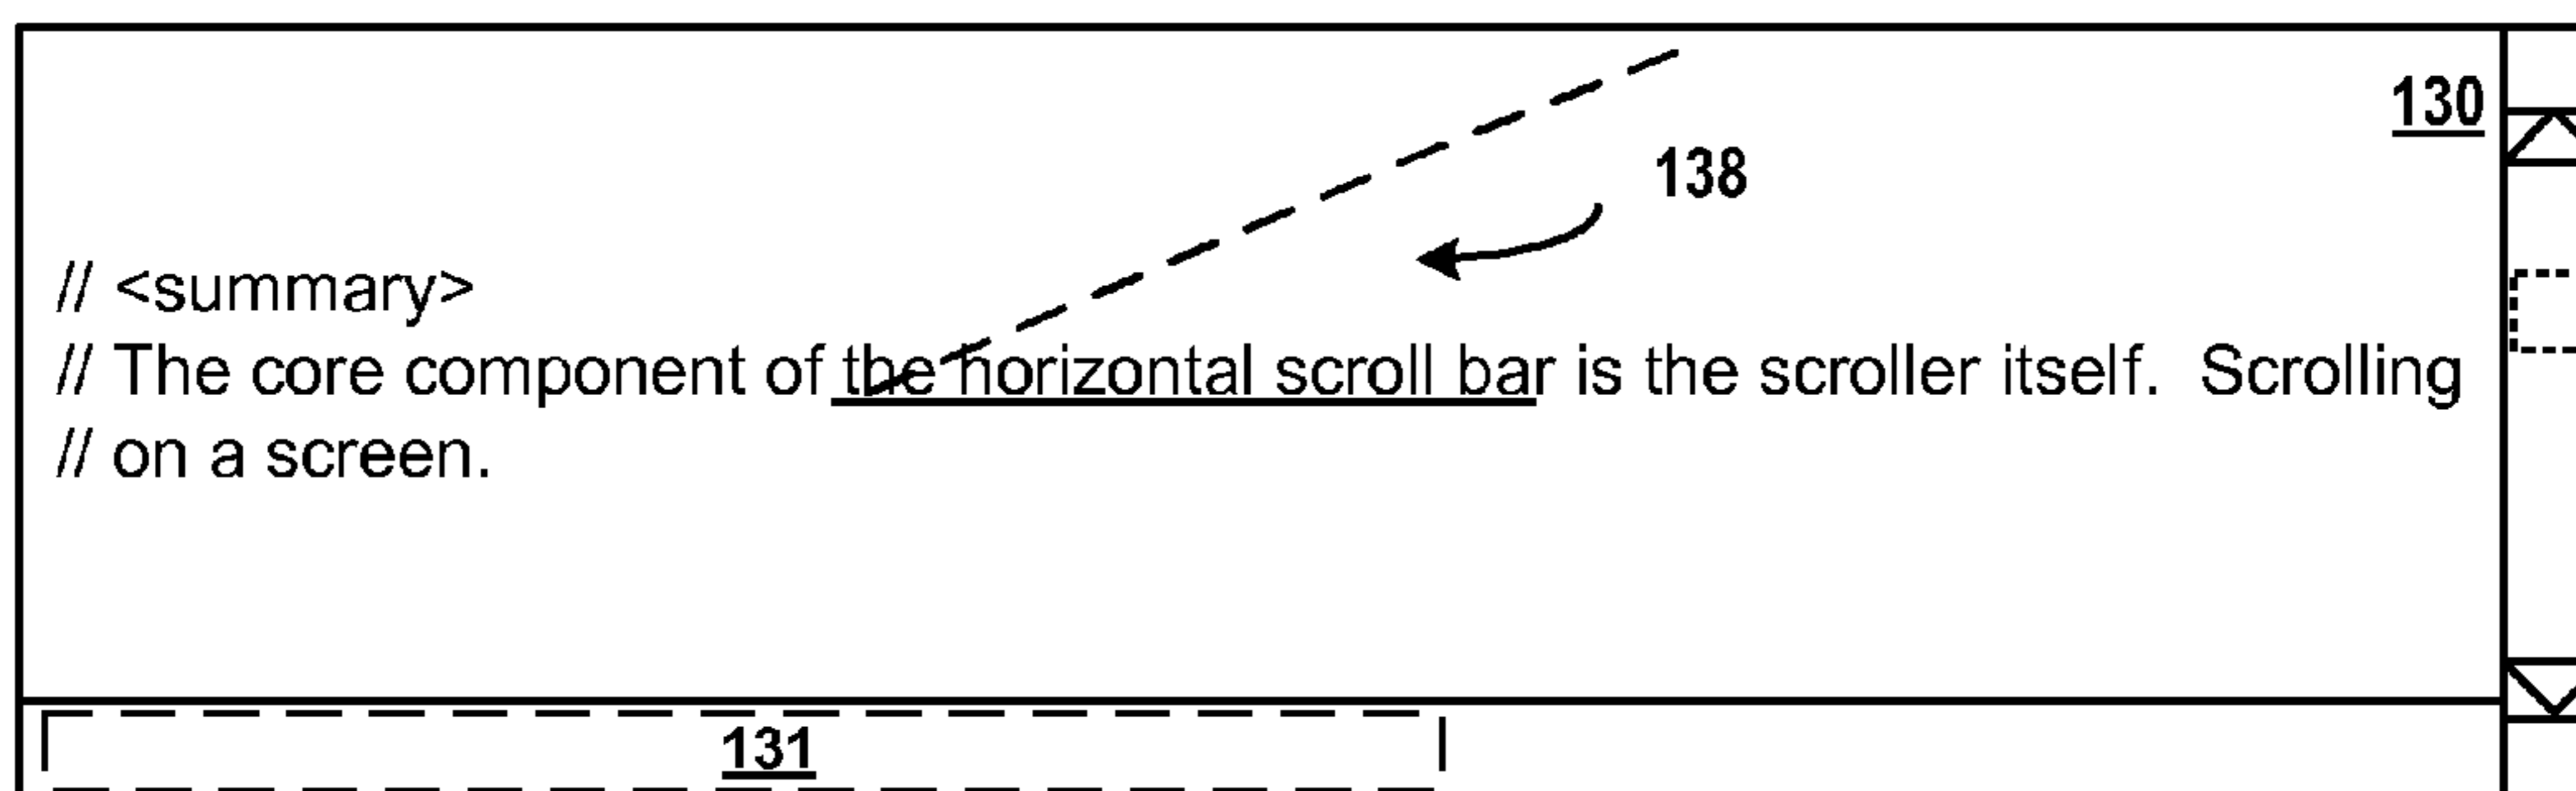 130
138
// <summary>
// The core component of the horizontal scroll bar is the scroller itself.  Scrolling
// on a screen.
131